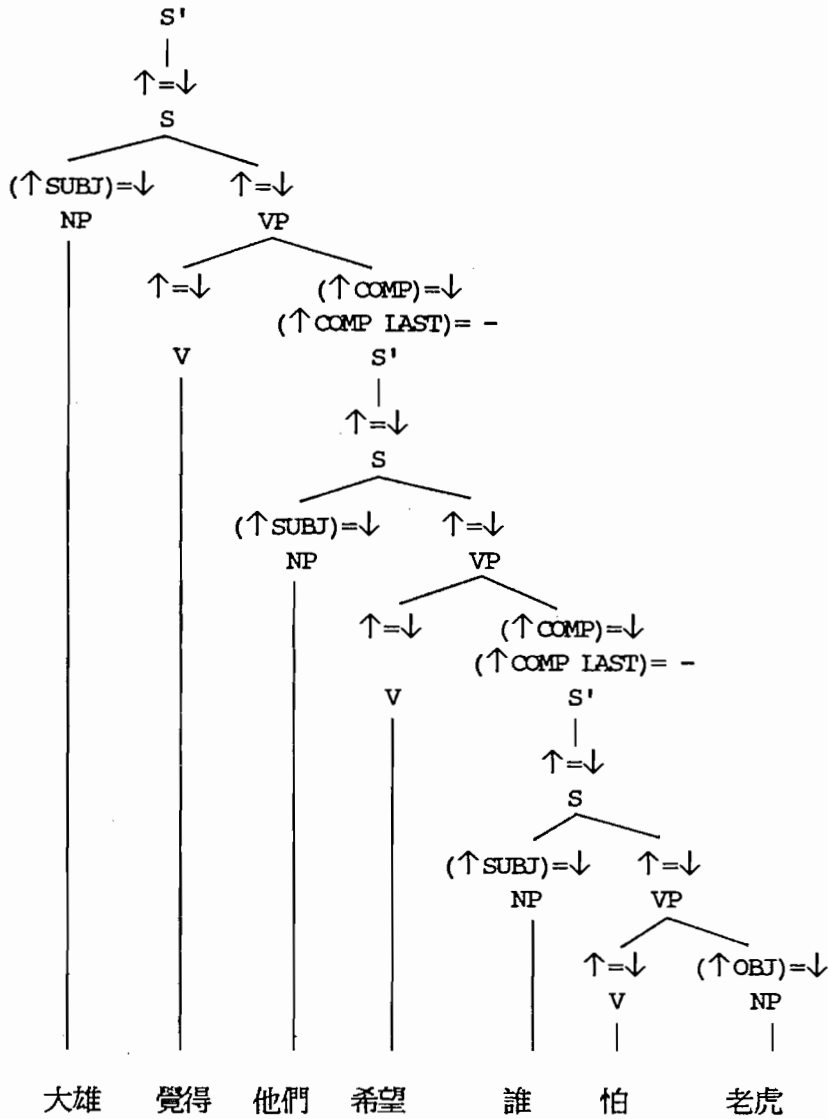 S'
↑=↓
S
(↑SUBJ)=↓ ↑=↓
NP VP
↑=↓ (↑COMP)=↓
(↑COMP LAST)= -
V S'
↑=↓
S
(↑SUBJ)=↓ ↑=↓
NP VP
↑=↓ (↑COMP)=↓
(↑COMP LAST)= -
V S'
↑=↓
S
(↑SUBJ)=↓ ↑=↓
NP VP
↑=↓ (↑OBJ)=↓
V NP
大雄 覺得 他們 希望 誰 怕 老虎